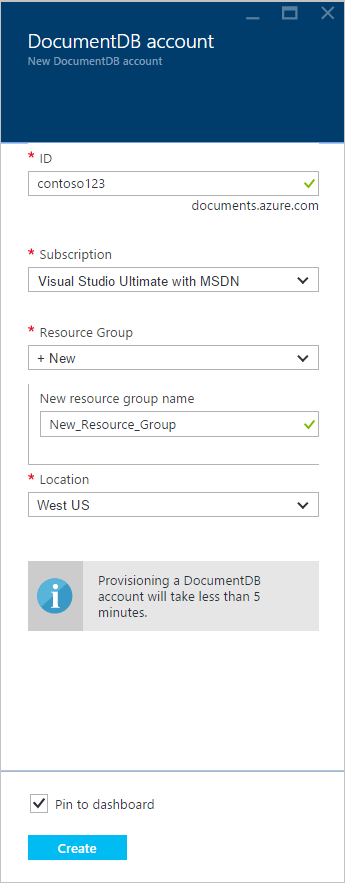 DocumentDB account
New DocumentDB account
* ID
contoso123
documents.azure.com
* Subscription
Visual Studio Ultimate with MSDN
* Resource Group
+ New
New resource group name
New_Resource_Group
* Location
West US
Provisioning a DocumentDB
account will take less than 5
minutes.
Pin to dashboard
Create